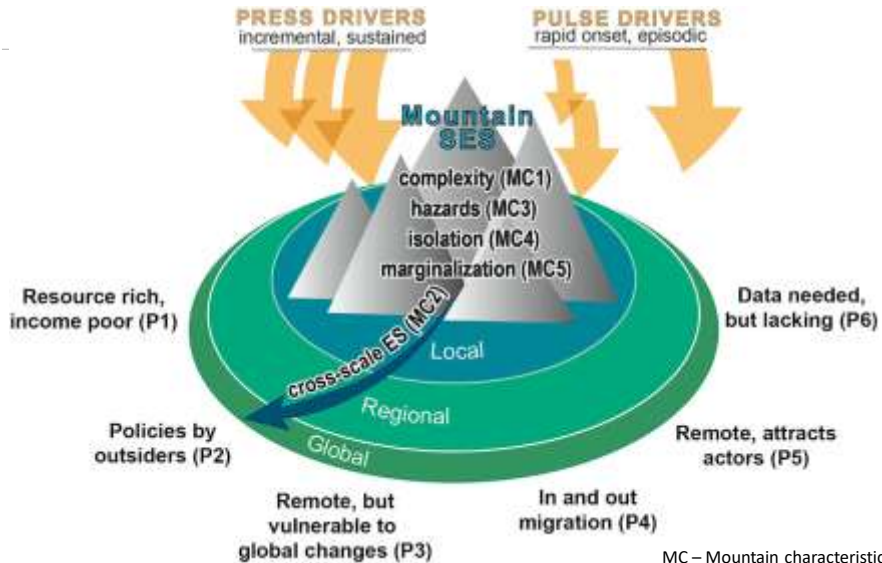 PRESS DRIVERS
incremental, sustained
PULSE DRIVERS
rapid onset, episodic
Mountain
SES
complexity (MC1)
hazards (MC3)
isolation (MC4)
marginalization (MC5)
cross-scale ES (MC2)
Local
Regional
Global
Resource rich,
income poor (P1)
Policies by
outsiders (P2)
Remote, but
vulnerable to
global changes (P3)
In and out
migration (P4)
Remote, attracts
actors (P5)
Data needed,
but lacking (P6)
MC – Mountain characteristic